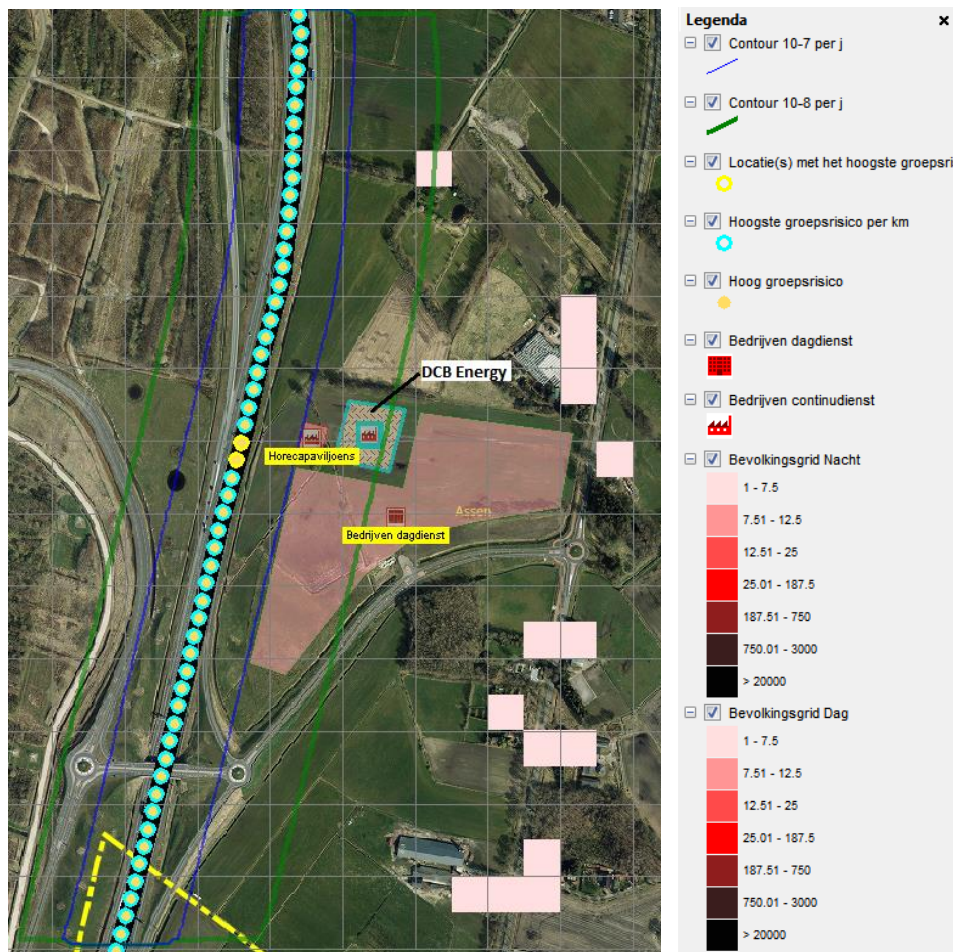 DCB Energy
Horecapaviljoens
Assen
Bedrijven dagdienst
Legenda
Contour 10-7 per j
Contour 10-8 per j
Locatie(s) met het hoogste groepsri
Hoogste groepsrisico per km
Hoog groepsrisico
Bedrijven dagdienst
Bedrijven continudienst
Bevolkingsgrid Nacht
1 - 7.5
7.51 - 12.5
12.51 - 25
25.01 - 187.5
187.51 - 750
750.01 - 3000
> 20000
Bevolkingsgrid Dag
1 - 7.5
7.51 - 12.5
12.51 - 25
25.01 - 187.5
187.51 - 750
750.01 - 3000
> 20000